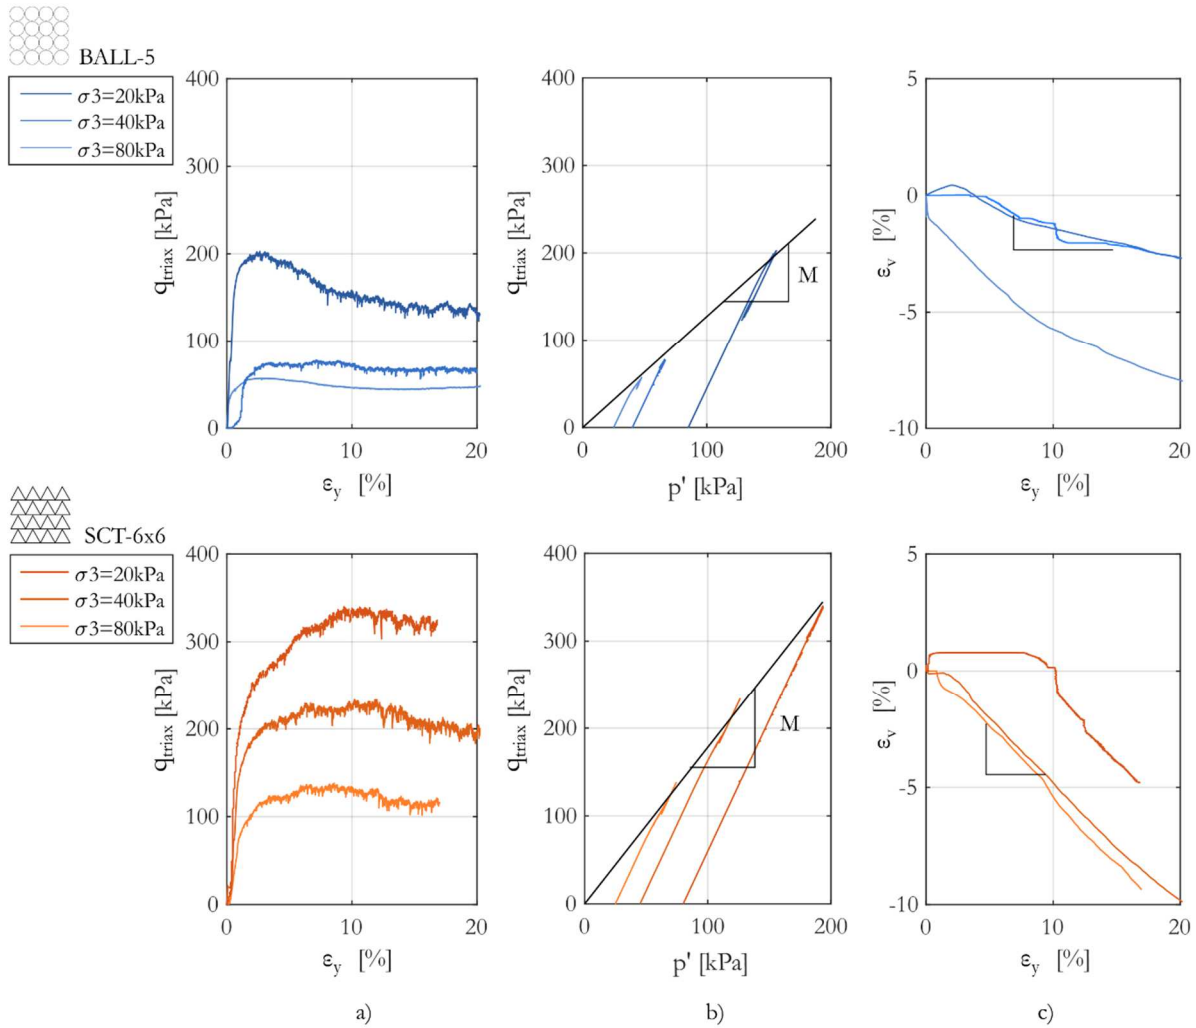 BALL-5
σ3=20kPa
σ3=40kPa
σ3=80kPa
400
300
200
100
0
qtriax [kPa]
0 10 20
εy [%]
400
300
200
100
0
qtriax [kPa]
M
0 100 200
p' [kPa]
5
0
-5
-10
εv [%]
0 10 20
εy [%]
SCT-6x6
σ3=20kPa
σ3=40kPa
σ3=80kPa
400
300
200
100
0
qtriax [kPa]
0 10 20
εy [%]
400
300
200
100
0
qtriax [kPa]
M
0 100 200
p' [kPa]
5
0
-5
-10
εv [%]
0 10 20
εy [%]
a) b) c)